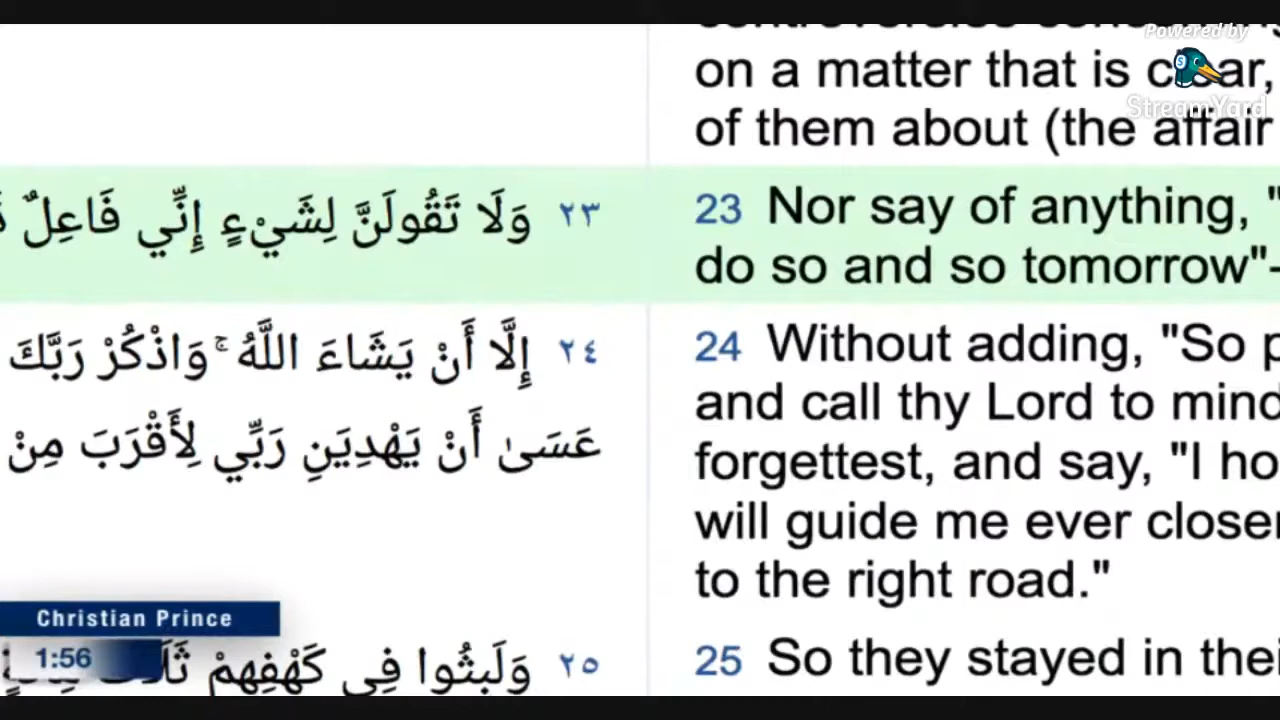 Powered by
StreamYard
on a matter that is clear,
of them about (the affair
٢٣ وَلَا تَقُولَنَّ لِشَيْءٍ إِنِّي فَاعِلٌ
23 Nor say of anything, "
do so and so tomorrow"-
٢٤ إِلَّا أَنْ يَشَاءَ اللَّهُ ۚ وَاذْكُرْ رَبَّكَ
عَسَىٰ أَنْ يَهْدِيَنِ رَبِّي لِأَقْرَبَ مِنْ
24 Without adding, "So p
and call thy Lord to mind
forgettest, and say, "I ho
will guide me ever closer
to the right road."
٢٥ وَلَبِثُوا فِي كَهْفِهِمْ
25 So they stayed in thei
Christian Prince
1:56